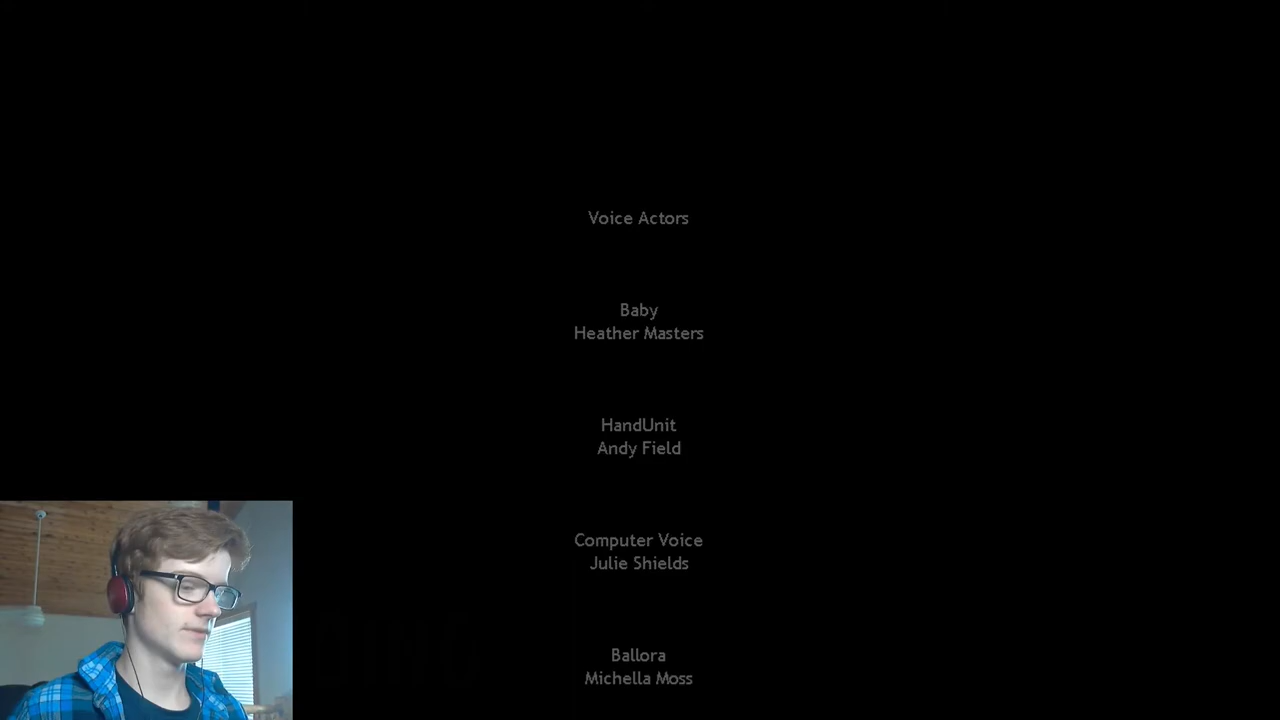 Voice Actors
Baby
Heather Masters
HandUnit
Andy Field
Computer Voice
Julie Shields
Ballora
Michella Moss